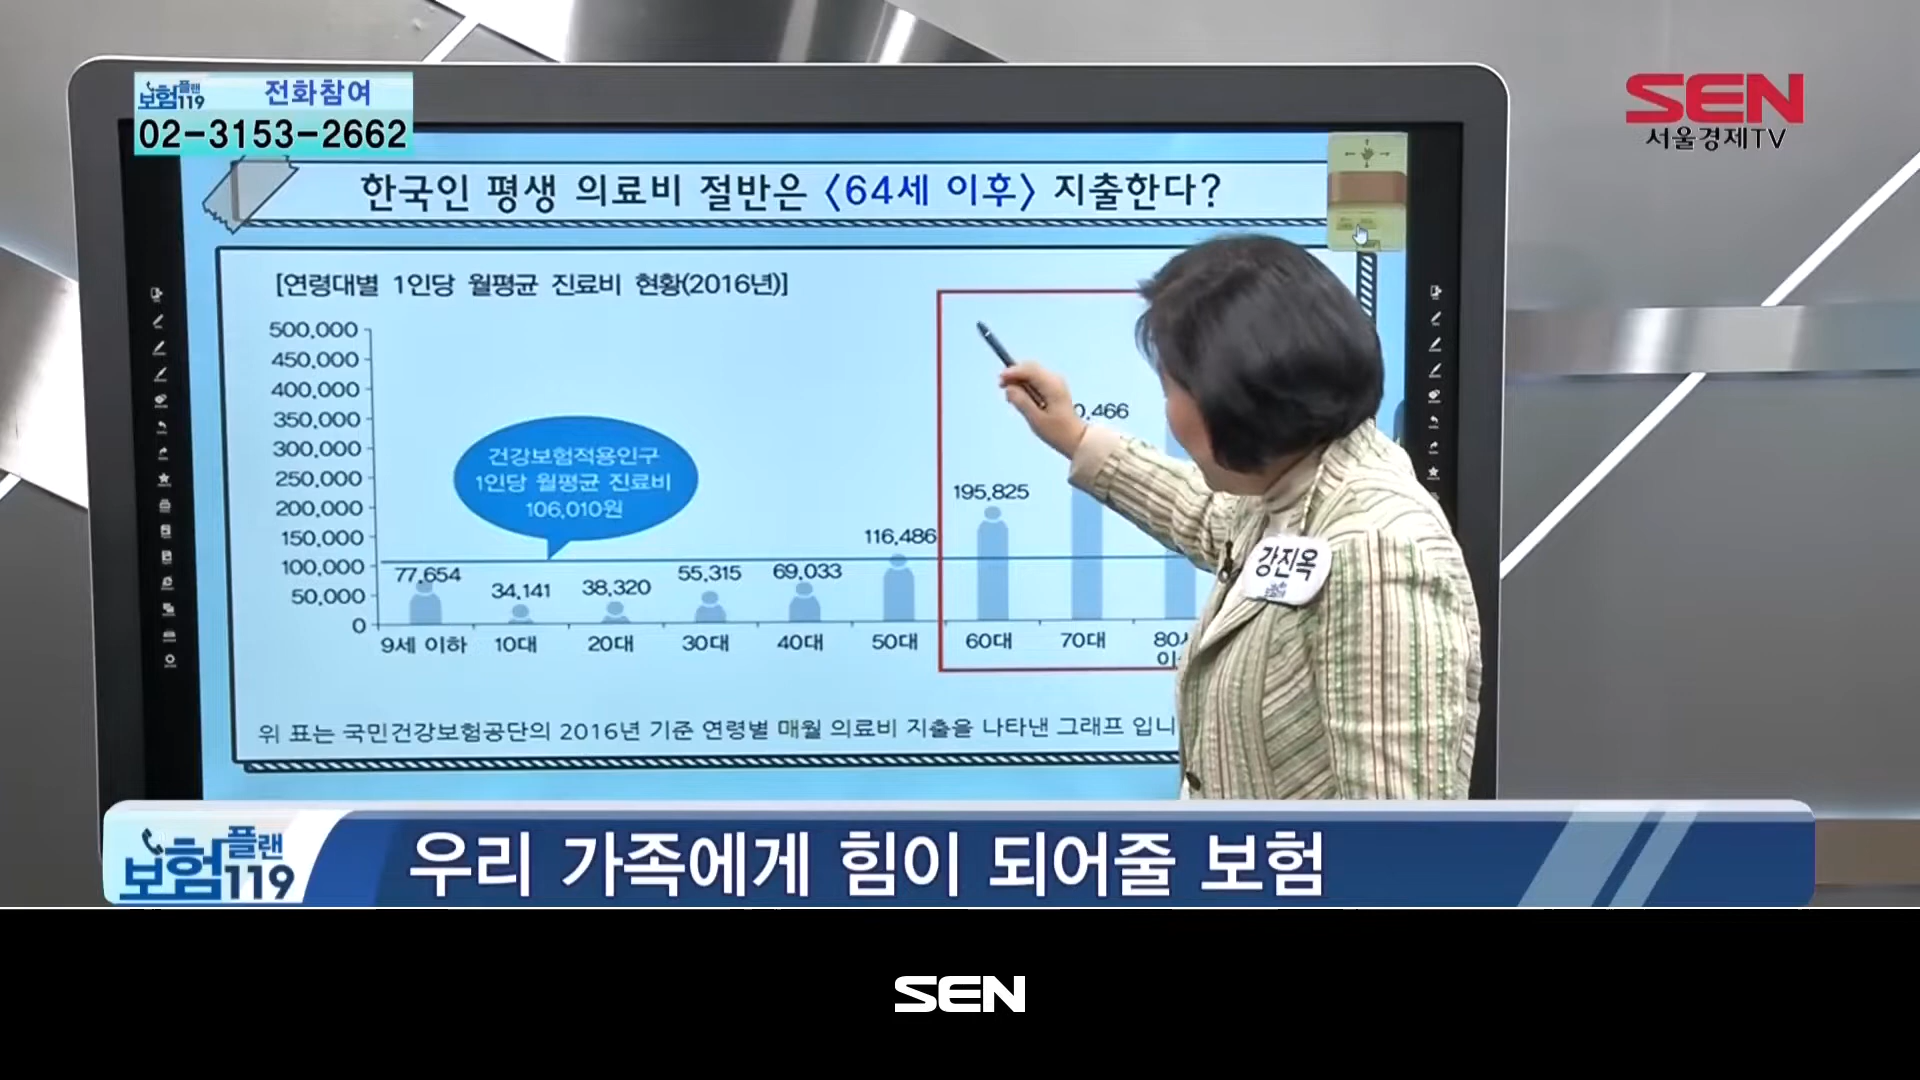 보험플랜119 전화참여
02-3153-2662
SEN
서울경제TV
한국인 평생 의료비 절반은 <64세 이후> 지출한다?
[연령대별 1인당 월평균 진료비 현황(2016년)]
500,000
450,000
400,000
350,000
300,000
250,000
200,000
150,000
100,000
50,000
0
건강보험적용인구
1인당 월평균 진료비
106,010원
77,654
34,141
38,320
55,315
69,033
116,486
195,825
0,466
9세 이하 10대 20대 30대 40대 50대 60대 70대 80
강진옥
위 표는 국민건강보험공단의 2016년 기준 연령별 매월 의료비 지출을 나타낸 그래프 입니
보험플랜119
우리 가족에게 힘이 되어줄 보험
SEN